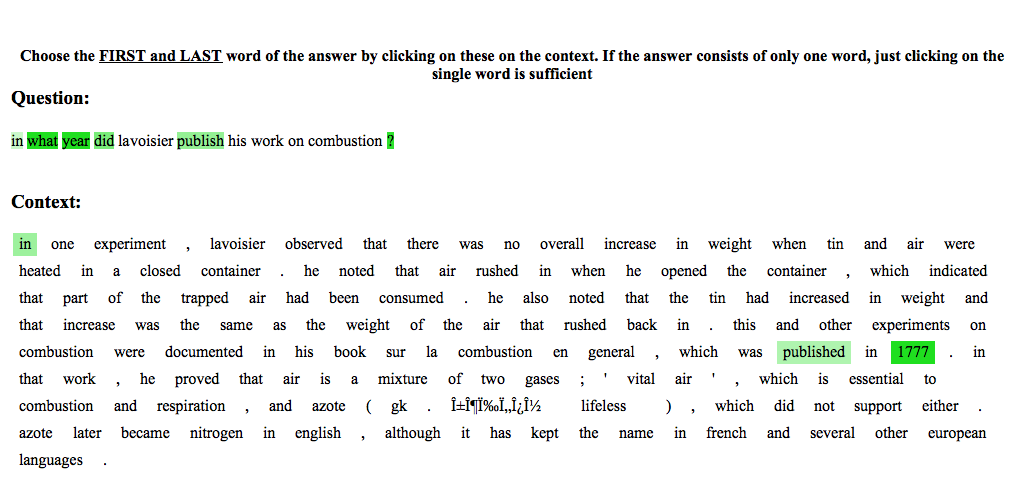 Choose the FIRST and LAST word of the answer by clicking on these on the context. If the answer consists of only one word, just clicking on the
single word is sufficient
Question:
in what year did lavoisier publish his work on combustion ?
Context:
in one experiment , lavoisier observed that there was no overall increase in weight when tin and air were
heated in a closed container . he noted that air rushed in when he opened the container , which indicated
that part of the trapped air had been consumed . he also noted that the tin had increased in weight and
that increase was the same as the weight of the air that rushed back in . this and other experiments on
combustion were documented in his book sur la combustion en general , which was published in 1777 . in
that work , he proved that air is a mixture of two gases ; ' vital air ' , which is essential to
combustion and respiration , and azote ( gk . Î±Î¶Ï‰Ï„Î¿Î½ lifeless ) , which did not support either .
azote later became nitrogen in english , although it has kept the name in french and several other european
languages .